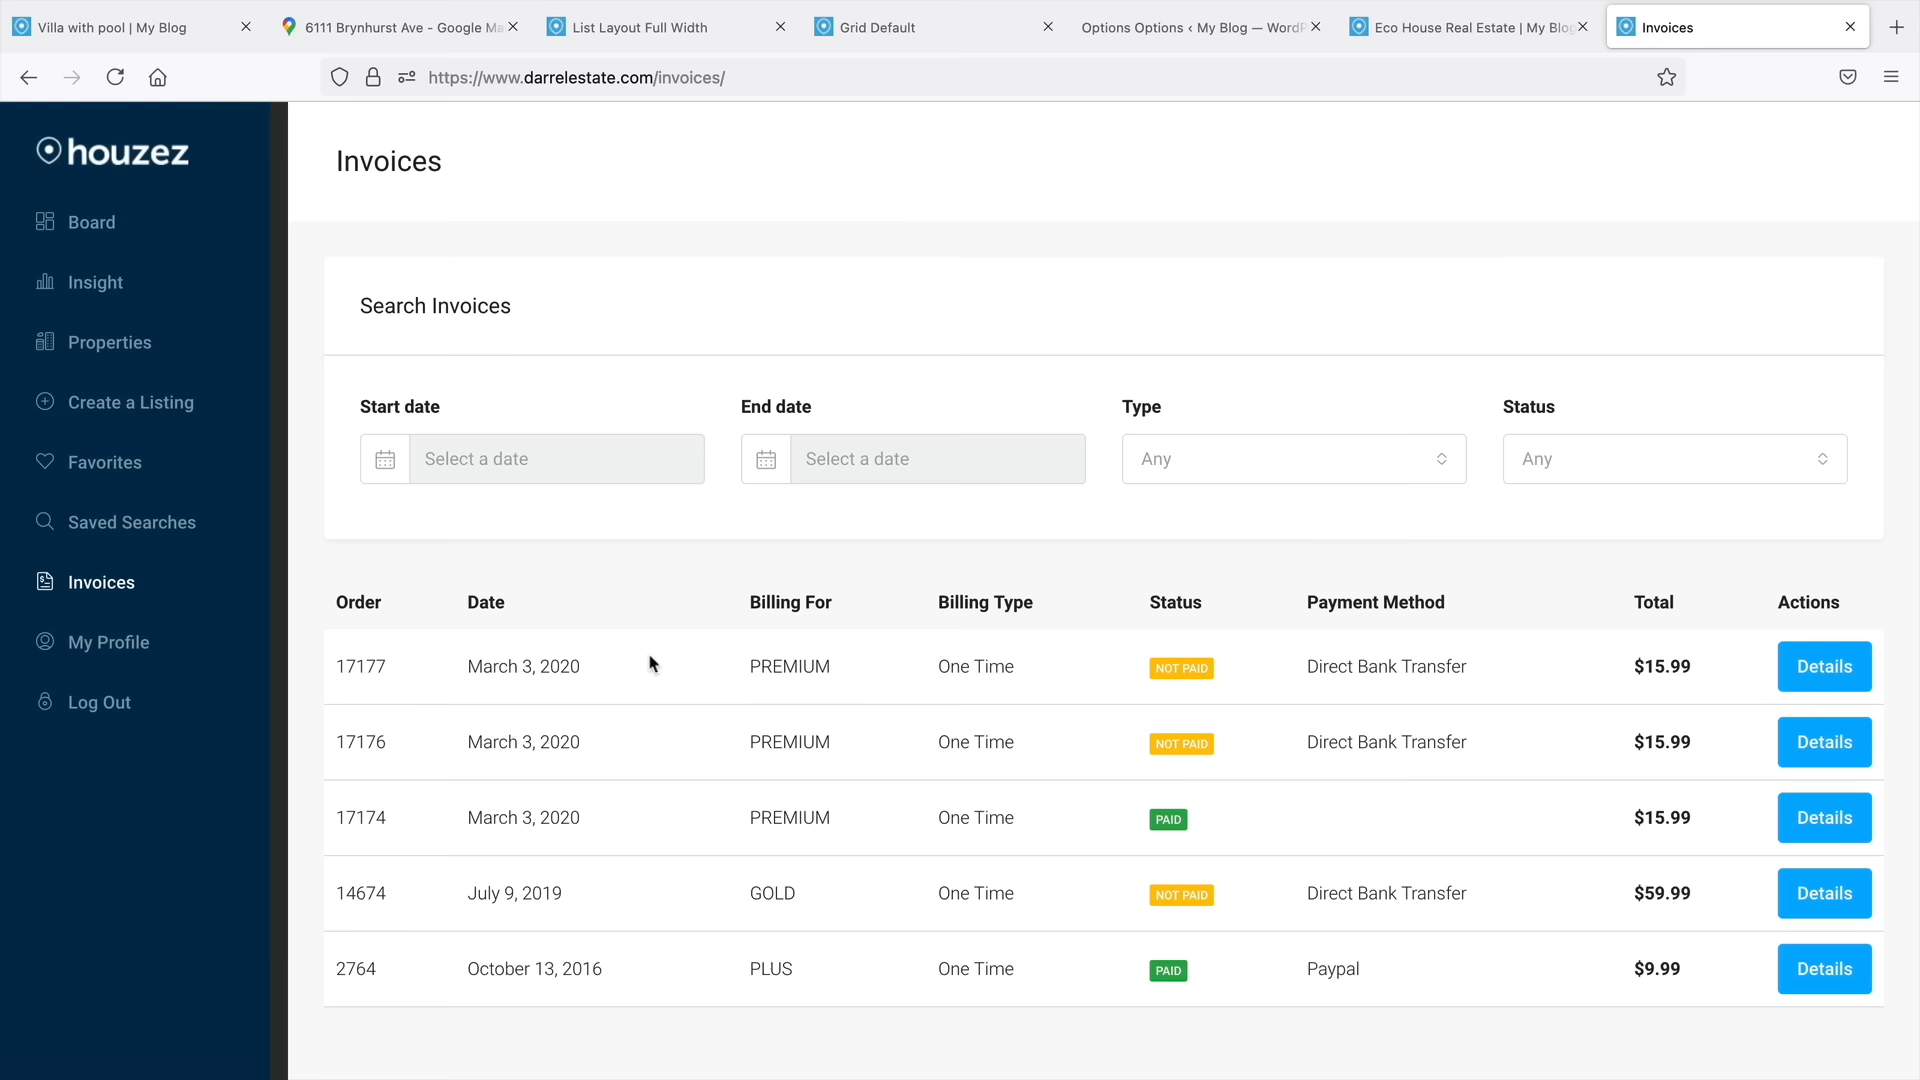 Villa with pool | My Blog
6111 Brynhurst Ave - Google Ma
List Layout Full Width
Grid Default
Options Options ‹ My Blog — WordP
Eco House Real Estate | My Blog
Invoices
https://www.darrelestate.com/invoices/
houzez
Board
Insight
Properties
Create a Listing
Favorites
Saved Searches
Invoices
My Profile
Log Out
Invoices
Search Invoices
Start date End date Type Status
Select a date Select a date Any Any
Order Date Billing For Billing Type Status Payment Method Total Actions
17177 March 3, 2020 PREMIUM One Time NOT PAID Direct Bank Transfer $15.99 Details
17176 March 3, 2020 PREMIUM One Time NOT PAID Direct Bank Transfer $15.99 Details
17174 March 3, 2020 PREMIUM One Time PAID $15.99 Details
14674 July 9, 2019 GOLD One Time NOT PAID Direct Bank Transfer $59.99 Details
2764 October 13, 2016 PLUS One Time PAID Paypal $9.99 Details